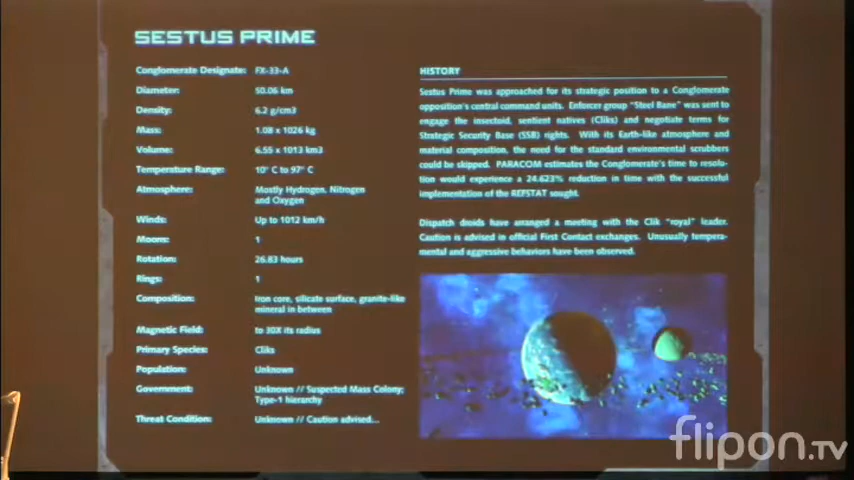 SESTUS PRIME
Conglomerate Designate: FX-33-A
Diameter: 50.06 km
Density: 6.2 g/cm3
Mass: 1.08 x 1026 kg
Volume: 6.55 x 1013 km3
Temperature Range: 10° C to 97° C
Atmosphere: Mostly Hydrogen, Nitrogen
and Oxygen
Winds: Up to 1012 km/h
Moons: 1
Rotation: 26.83 hours
Rings: 1
Composition: Iron core, silicate surface, granite-like
mineral in between
Magnetic Field: to 30X its radius
Primary Species: Cliks
Population: Unknown
Government: Unknown // Suspected Mass Colony;
Type-1 hierarchy
Threat Condition: Unknown // Caution advised...
HISTORY
Sestus Prime was approached for its strategic position to a Conglomerate
opposition's central command units. Enforcer group "Steel Bane" was sent to
engage the insectoid, sentient natives (Cliks) and negotiate terms for
Strategic Security Base (SSB) rights. With its Earth-like atmosphere and
material composition, the need for the standard environmental scrubbers
could be skipped. PARACOM estimates the Conglomerate's time to resolu-
tion would experience a 24.623% reduction in time with the successful
implementation of the REFSTAT sought.
Dispatch droids have arranged a meeting with the Clik "royal" leader.
Caution is advised in official First Contact exchanges. Unusually tempera-
mental and aggressive behaviors have been observed.
flipon.tv